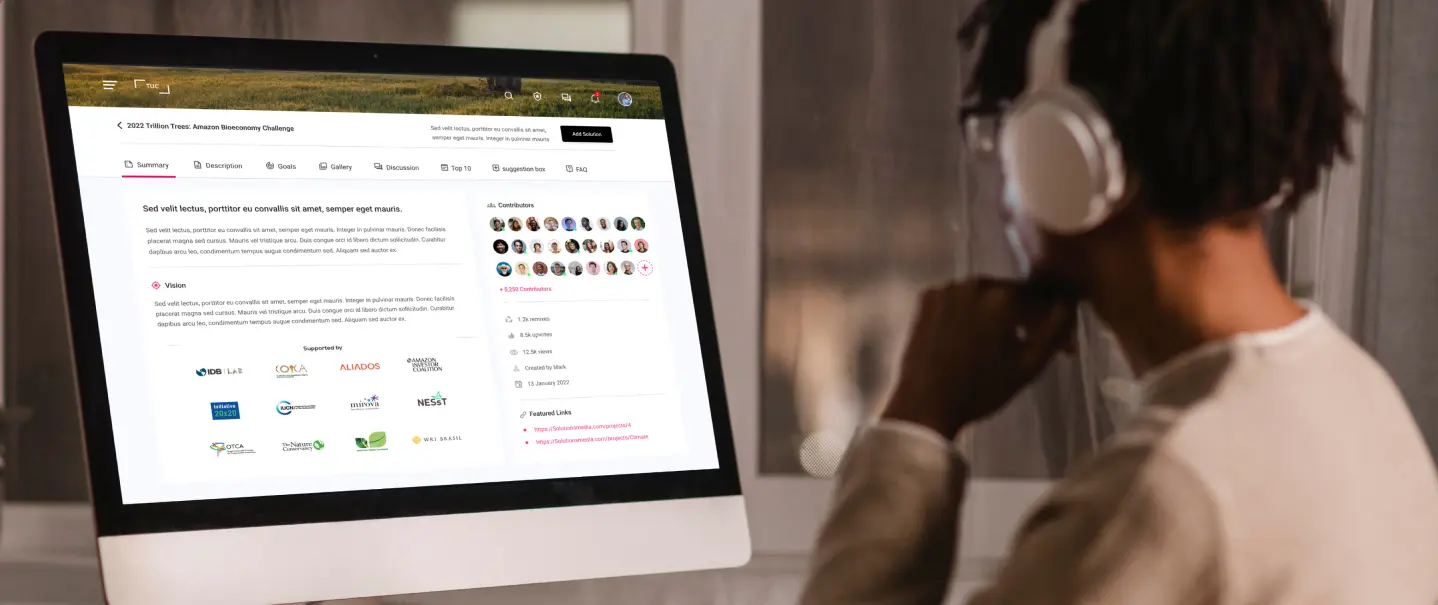 TUC
2022 Trillion Trees: Amazon Bioeconomy Challenge
Sed velit lectus, porttitor eu convallis sit amet,
semper eget mauris. Integer in pulvinar mauris
Add Solution
Summary
Description
Goals
Gallery
Discussion
Top 10
suggestion box
FAQ
Sed velit lectus, porttitor eu convallis sit amet, semper eget mauris.
Sed velit lectus, porttitor eu convallis sit amet, semper eget mauris. Integer in pulvinar mauris. Donec facilisis
placerat magna sed cursus. Mauris vel tristique arcu. Duis congue orci id libero dictum sollicitudin. Curabitur
dapibus arcu leo, condimentum tempus augue condimentum sed. Aliquam sed auctor ex.
Vision
Sed velit lectus, porttitor eu convallis sit amet, semper eget mauris. Integer in pulvinar mauris. Donec facilisis
placerat magna sed cursus. Mauris vel tristique arcu. Duis congue orci id libero dictum sollicitudin. Curabitur
dapibus arcu leo, condimentum tempus augue condimentum sed. Aliquam sed auctor ex.
Supported by
IDB | LAB
ALIADOS
AMAZON
INVESTOR
COALITION
Initiative
20x20
IUCN
mirova
NESsT
OTCA
The Nature
Conservancy
WRI BRASIL
Contributors
+ 5,250 Contributors
1.2k remixes
8.5k upvotes
12.5k views
Created by Mark
13 January 2022
Featured Links
https://Solutionsmedia.com/projects/4
https://Solutionsmedia.com/projects/Climate